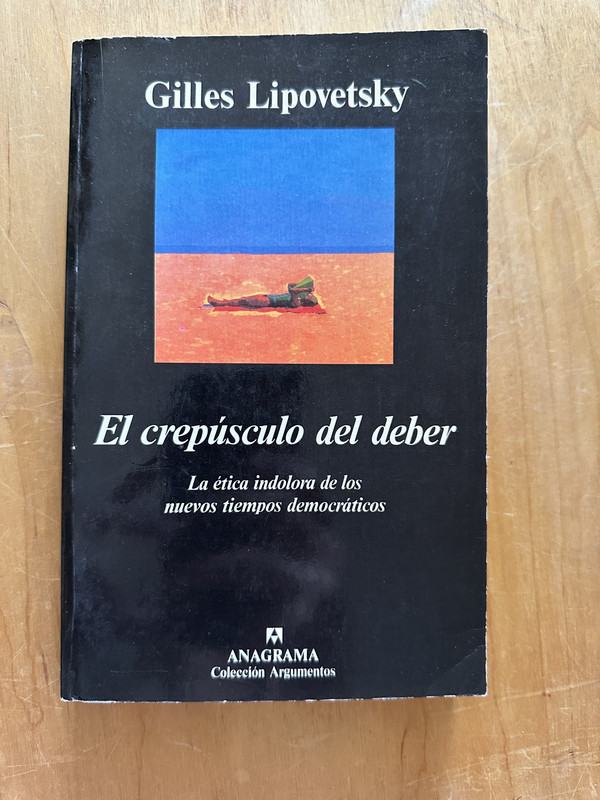 Gilles Lipovetsky
El crepúsculo del deber
La ética indolora de los
nuevos tiempos democráticos
ANAGRAMA
Colección Argumentos